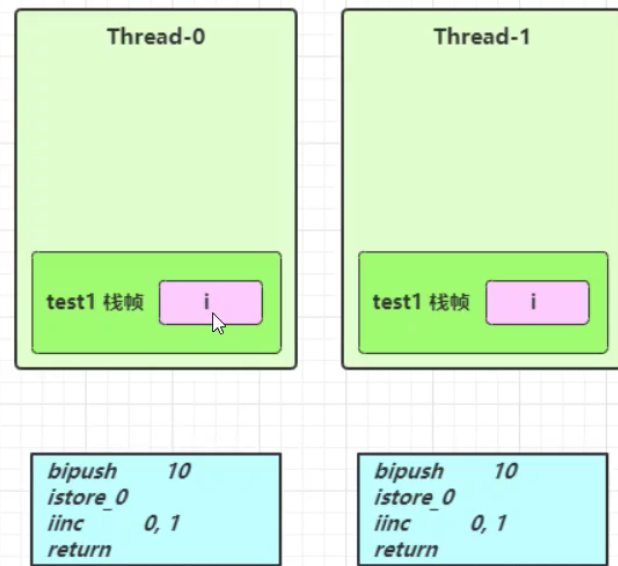 Thread-0
Thread-1
test1 栈帧
i
test1 栈帧
i
bipush 10
istore_0
iinc 0, 1
return
bipush 10
istore_0
iinc 0, 1
return